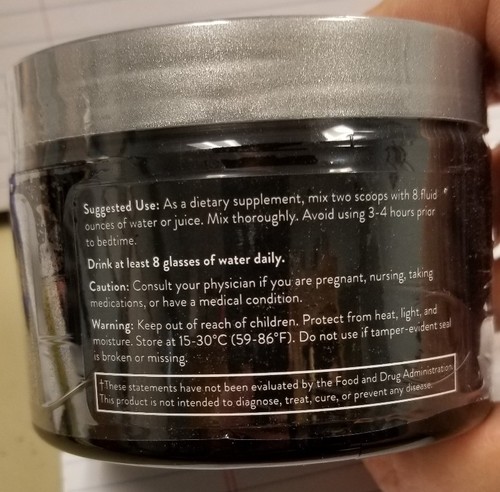 Suggested Use: As a dietary supplement, mix two scoops with 8 fluid
ounces of water or juice. Mix thoroughly. Avoid using 3-4 hours prior
to bedtime.
Drink at least 8 glasses of water daily.
Caution: Consult your physician if you are pregnant, nursing, taking
medications, or have a medical condition.
Warning: Keep out of reach of children. Protect from heat, light, and
moisture. Store at 15-30°C (59-86°F). Do not use if tamper-evident seal
is broken or missing.
†These statements have not been evaluated by the Food and Drug Administration.
This product is not intended to diagnose, treat, cure, or prevent any disease.